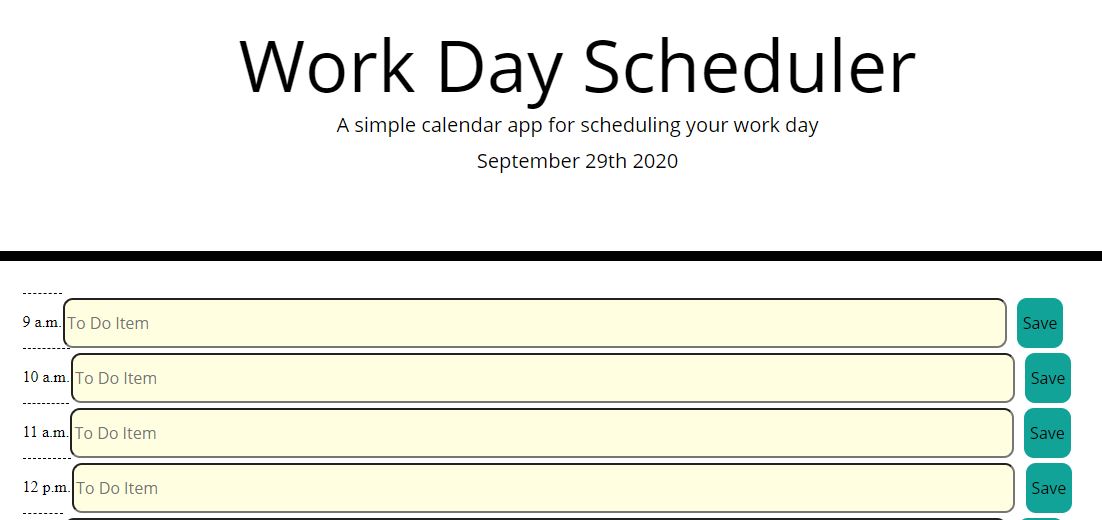 Work Day Scheduler
A simple calendar app for scheduling your work day
September 29th 2020
9 a.m. To Do Item Save
10 a.m. To Do Item Save
11 a.m. To Do Item Save
12 p.m. To Do Item Save